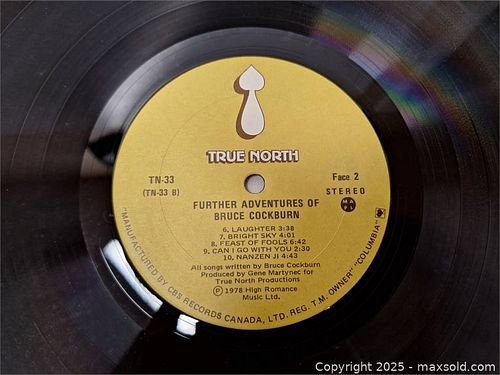 TRUE NORTH
TN-33
(TN-33 B)
Face 2
STEREO
FURTHER ADVENTURES OF
BRUCE COCKBURN
6. LAUGHTER 3:38
7. BRIGHT SKY 4:01
8. FEAST OF FOOLS 6:42
9. CAN I GO WITH YOU 2:30
10. NANZEN JI 4:43
All songs written by Bruce Cockburn
Produced by Gene Martynec for
True North Productions
Ⓟ 1978 High Romance
Music Ltd.
"MANUFACTURED BY CBS RECORDS CANADA, LTD. REG. T.M. OWNER" "COLUMBIA"
Copyright 2025 - maxsold.com